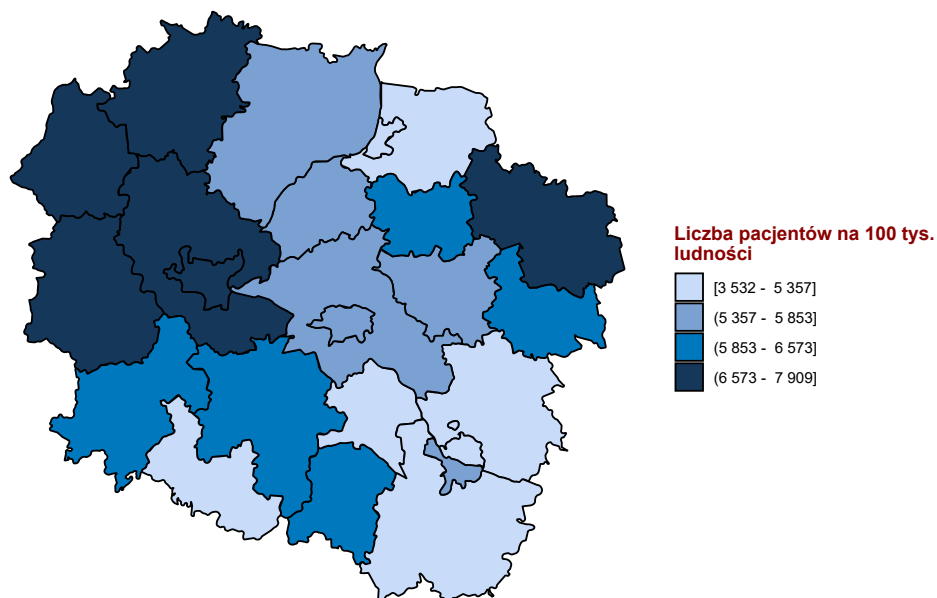 Liczba pacjentów na 100 tys.
ludności
[3 532 - 5 357]
(5 357 - 5 853]
(5 853 - 6 573]
(6 573 - 7 909]